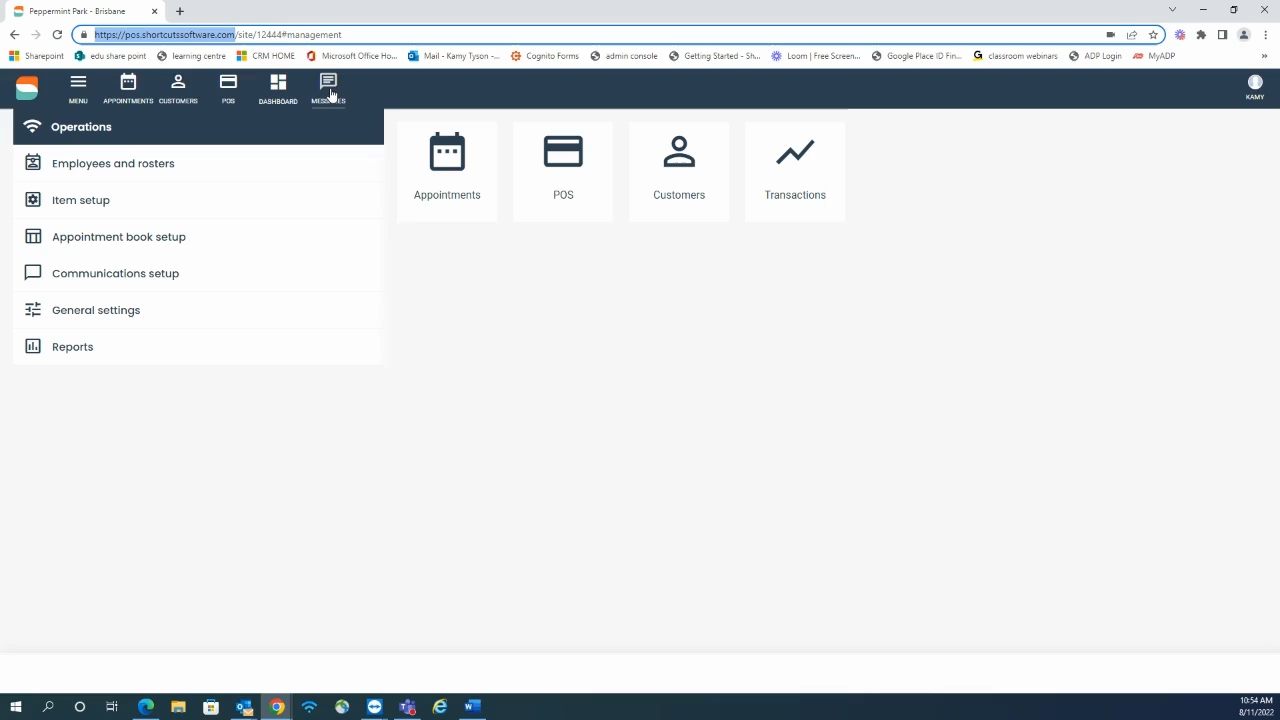 Peppermint Park - Brisbane
https://pos.shortcutssoftware.com/site/12444#management
Sharepoint edu share point learning centre CRM HOME Microsoft Office Ho... Mail - Kamy Tyson -... Cognito Forms admin console Getting Started - Sh... Loom | Free Screen... Google Place ID Fin... classroom webinars ADP Login MyADP »
MENU APPOINTMENTS CUSTOMERS POS DASHBOARD MESSAGES KAMY
Operations
Employees and rosters
Item setup
Appointment book setup
Communications setup
General settings
Reports
Appointments POS Customers Transactions
10:54 AM
8/11/2022